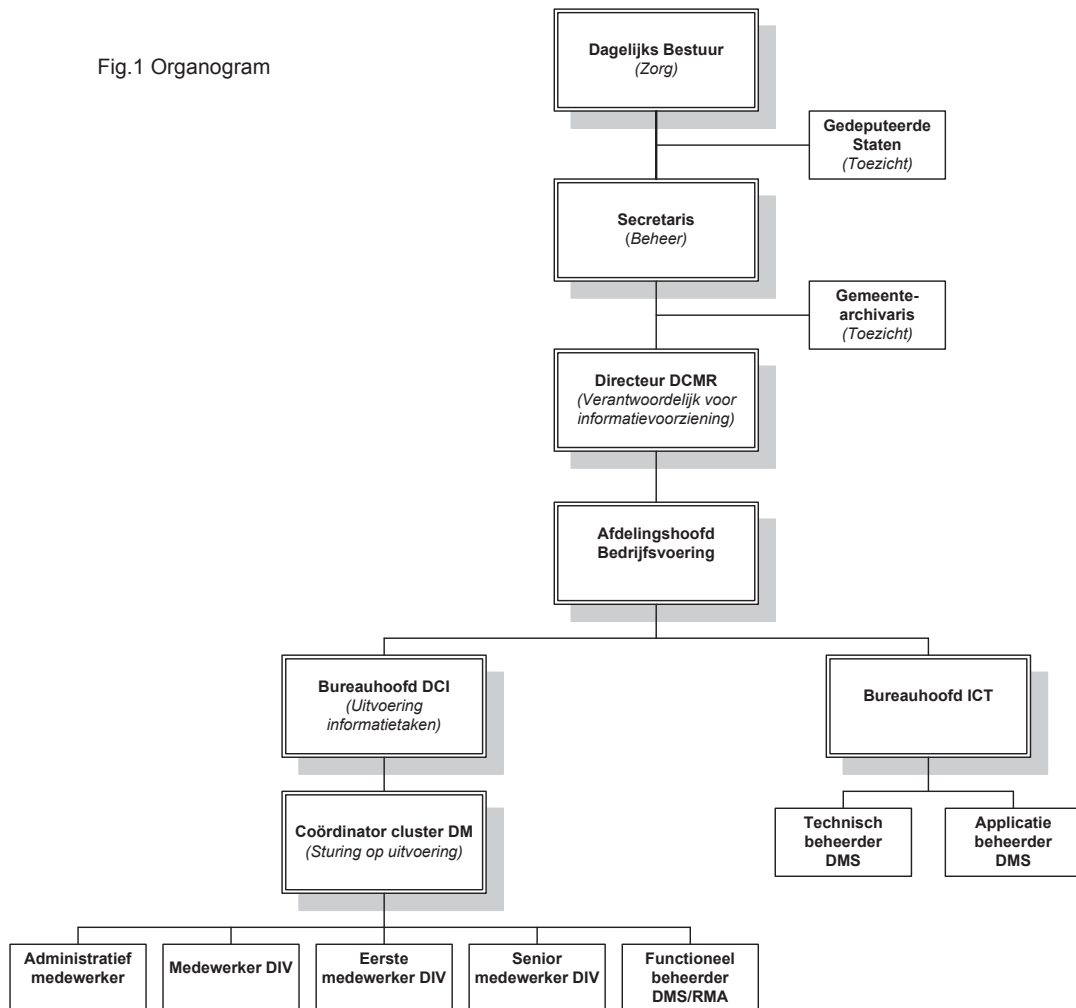 Fig.1 Organogram
Dagelijks Bestuur
(Zorg)
Gedeputeerde
Staten
(Toezicht)
Secretaris
(Beheer)
Gemeente-
archivaris
(Toezicht)
Directeur DCMR
(Verantwoordelijk voor
informatievoorziening)
Afdelingshoofd
Bedrijfsvoering
Bureauhoofd DCI
(Uitvoering
informatietaken)
Bureauhoofd ICT
Coördinator cluster DM
(Sturing op uitvoering)
Technisch
beheerder
DMS
Applicatie
beheerder
DMS
Administratief
medewerker
Medewerker DIV
Eerste
medewerker DIV
Senior
medewerker DIV
Functioneel
beheerder
DMS/RMA